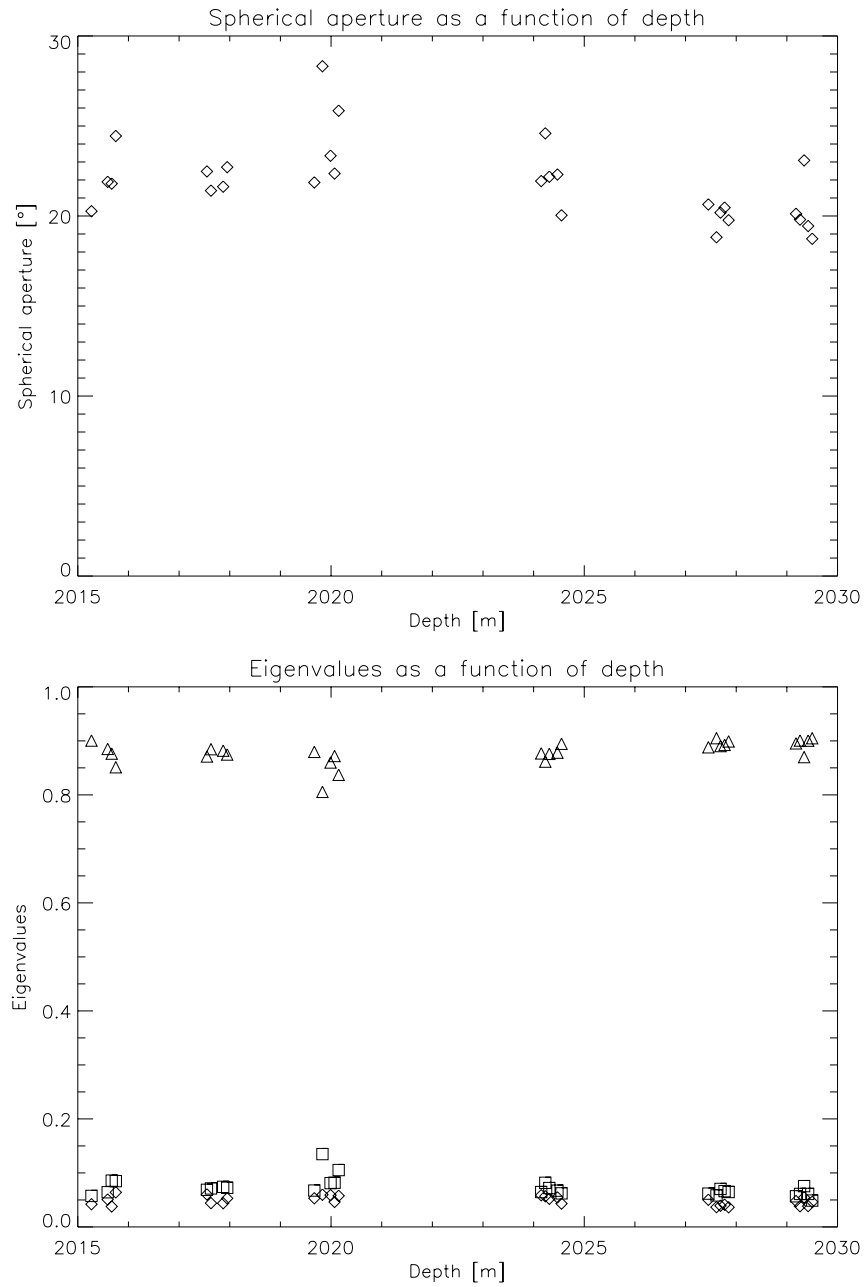 Spherical aperture as a function of depth
30
20
10
0
Spherical aperture [°]
2015 2020 2025 2030
Depth [m]
Eigenvalues as a function of depth
1.0
0.8
0.6
0.4
0.2
0.0
Eigenvalues
2015 2020 2025 2030
Depth [m]